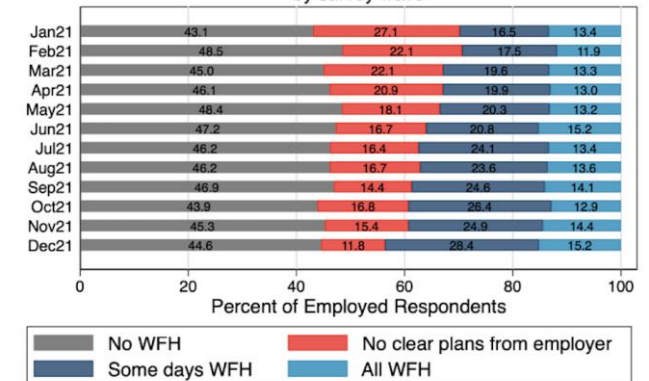 by survey wave
Jan21 43.1 27.1 16.5 13.4
Feb21 48.5 22.1 17.5 11.9
Mar21 45.0 22.1 19.6 13.3
Apr21 46.1 20.9 19.9 13.0
May21 48.4 18.1 20.3 13.2
Jun21 47.2 16.7 20.8 15.2
Jul21 46.2 16.4 24.1 13.4
Aug21 46.2 16.7 23.6 13.6
Sep21 46.9 14.4 24.6 14.1
Oct21 43.9 16.8 26.4 12.9
Nov21 45.3 15.4 24.9 14.4
Dec21 44.6 11.8 28.4 15.2
0 20 40 60 80 100
Percent of Employed Respondents
No WFH No clear plans from employer
Some days WFH All WFH